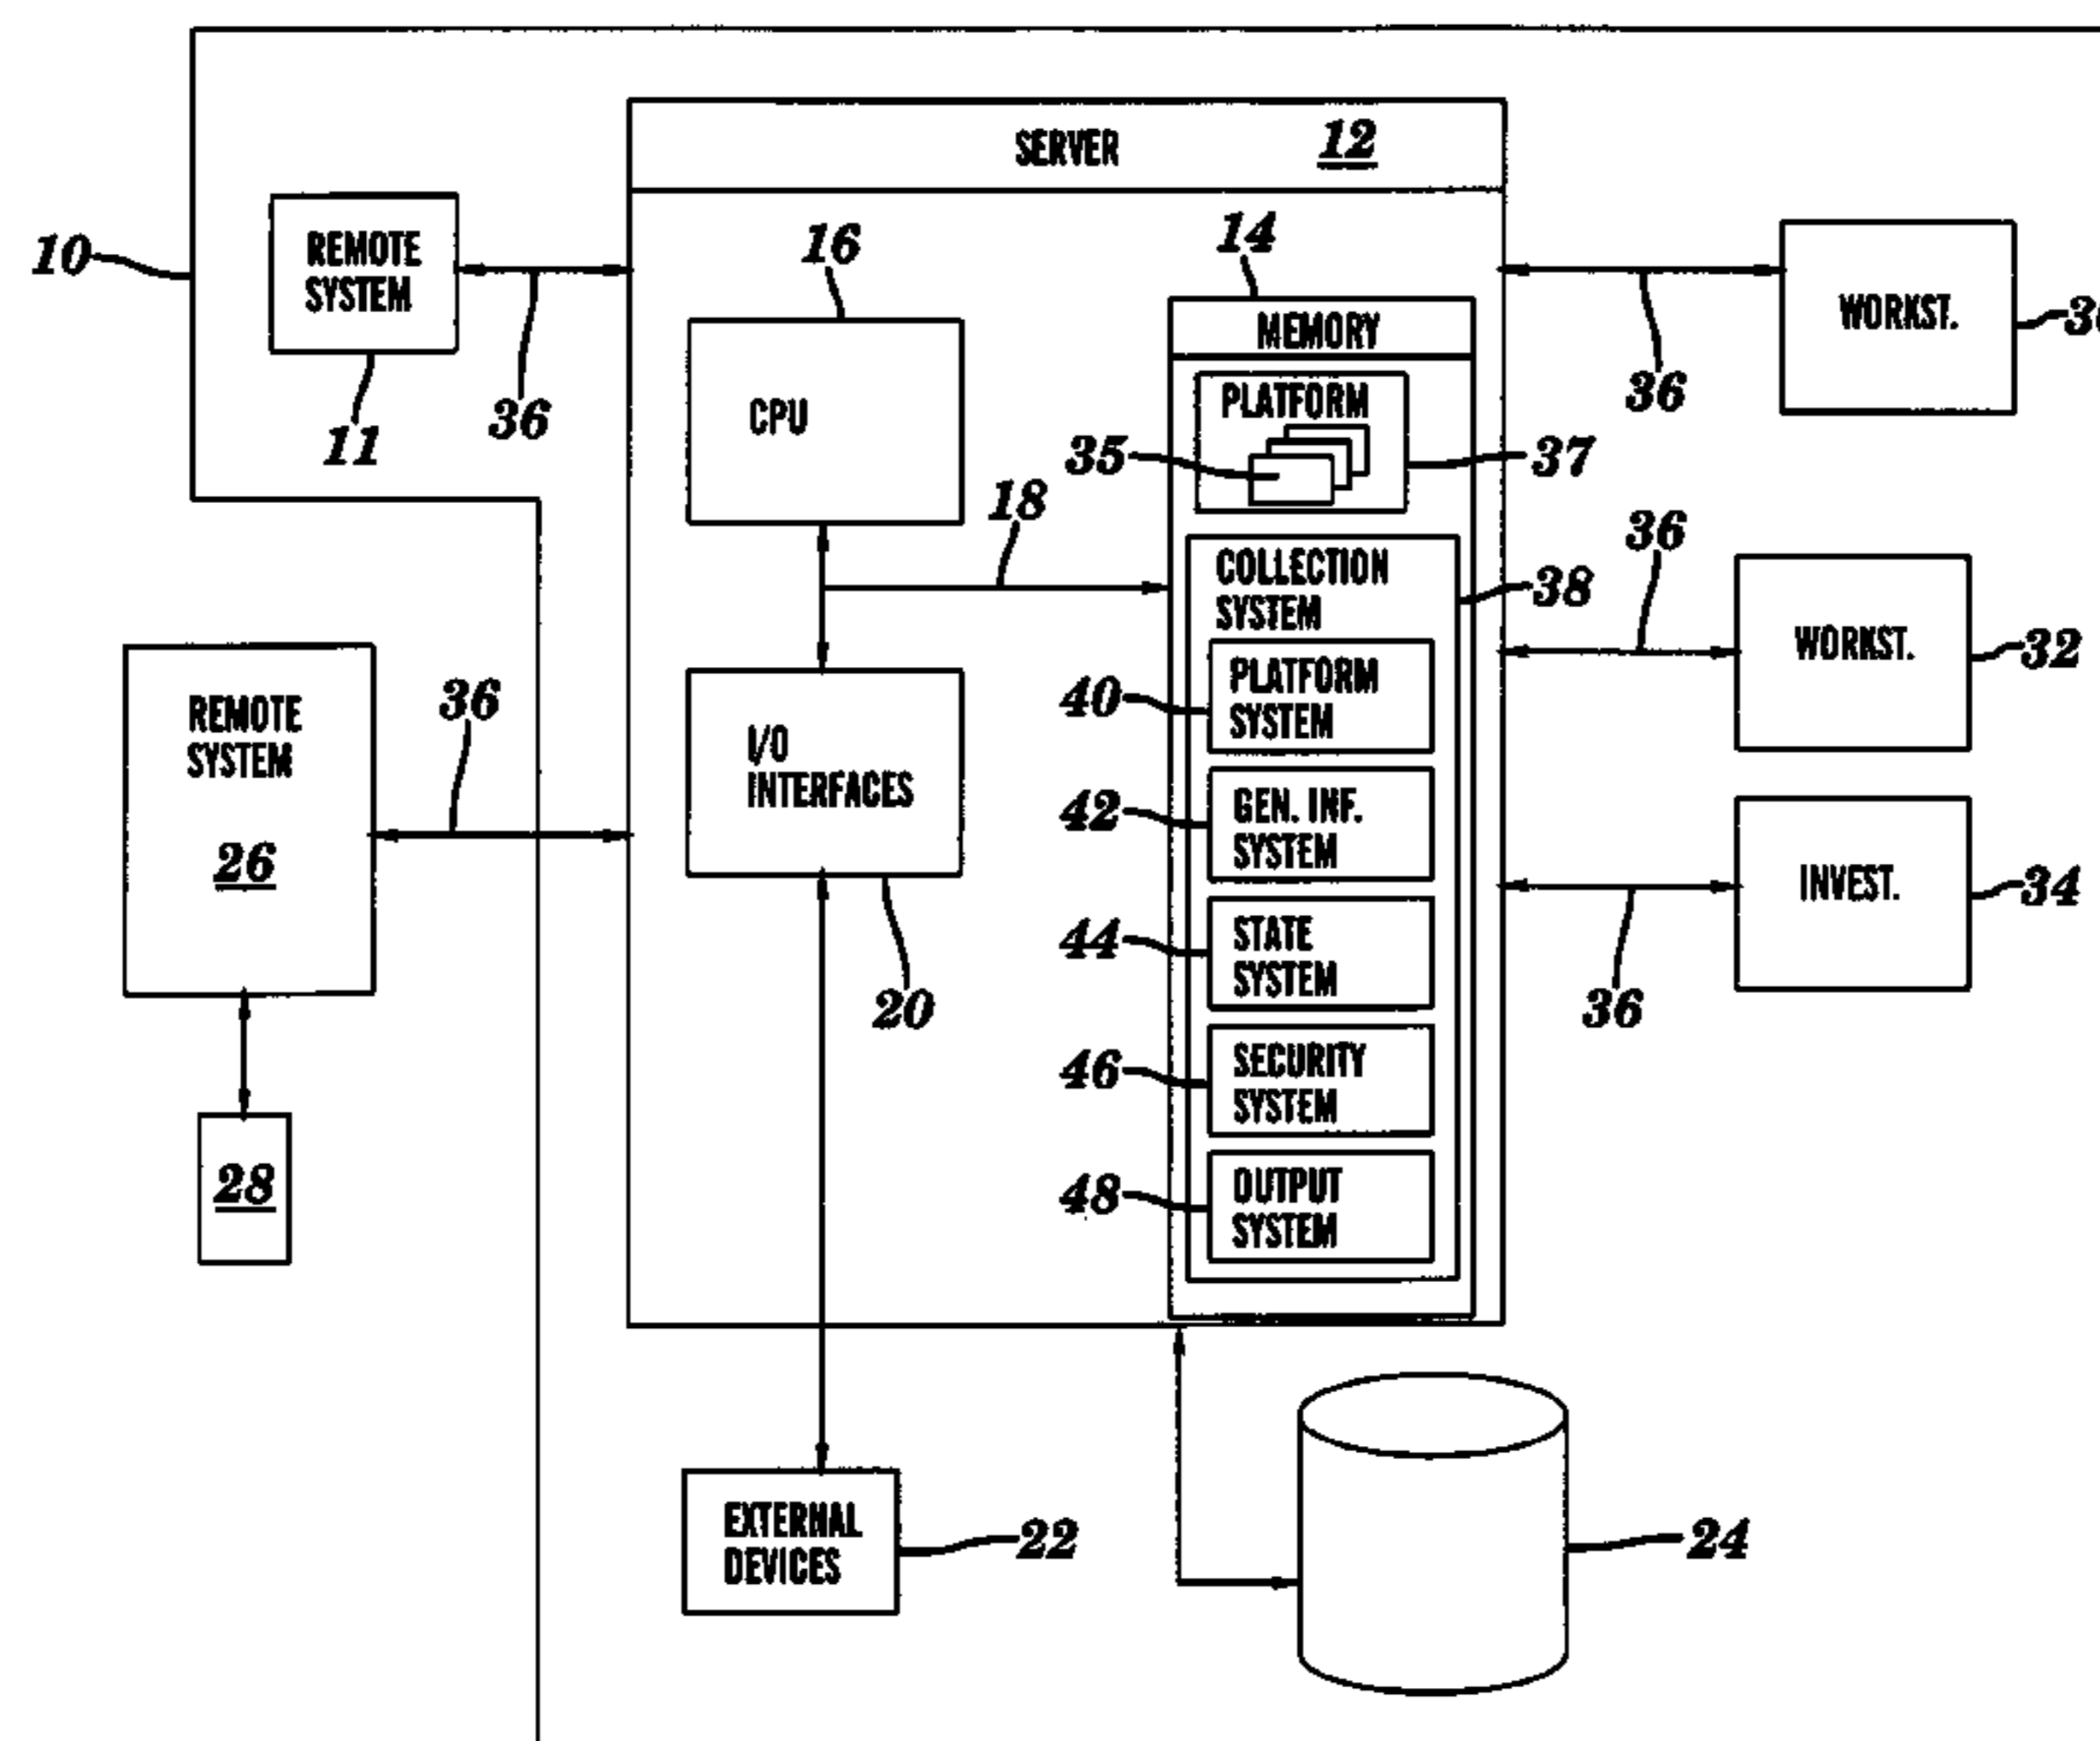 SERVER 12
10
REMOTE
SYSTEM
11
36
16
CPU
14
MEMORY
PLATFORM
35
37
18
COLLECTION
SYSTEM
38
PLATFORM
SYSTEM
40
GEN. INF.
SYSTEM
42
STATE
SYSTEM
44
SECURITY
SYSTEM
46
OUTPUT
SYSTEM
48
I/O
INTERFACES
20
REMOTE
SYSTEM
26
36
28
EXTERNAL
DEVICES
22
24
36
WORKST.
36
WORKST.
32
36
INVEST.
34